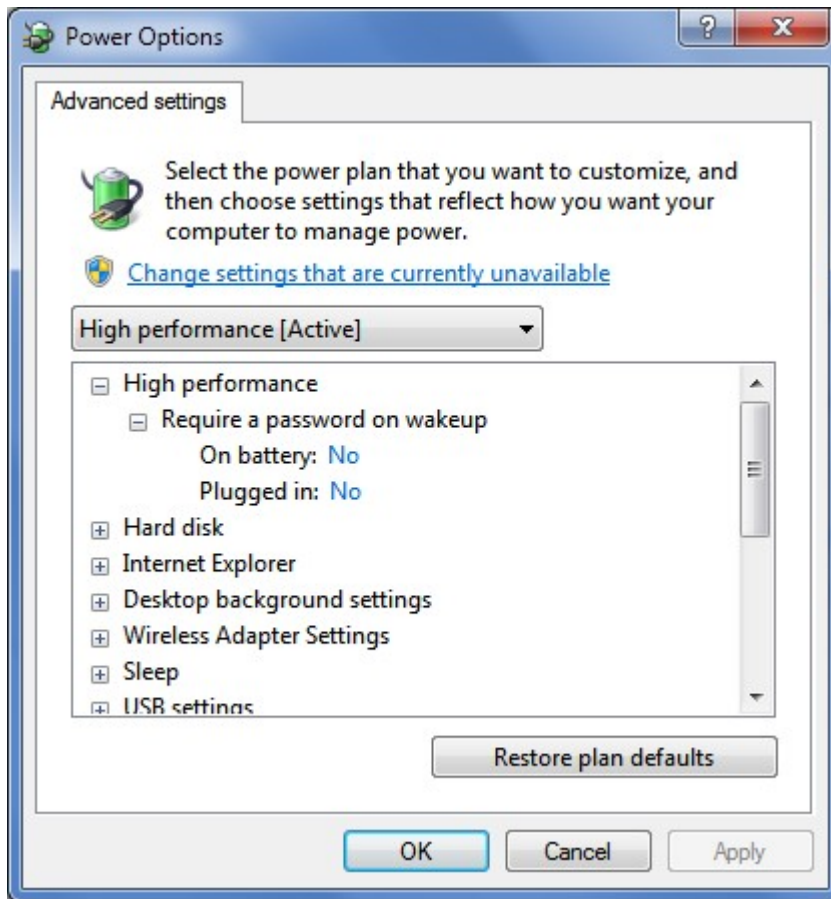 Power Options
?
X
Advanced settings
Select the power plan that you want to customize, and
then choose settings that reflect how you want your
computer to manage power.
Change settings that are currently unavailable
High performance [Active]
High performance
Require a password on wakeup
On battery: No
Plugged in: No
Hard disk
Internet Explorer
Desktop background settings
Wireless Adapter Settings
Sleep
USB settings
Restore plan defaults
OK
Cancel
Apply